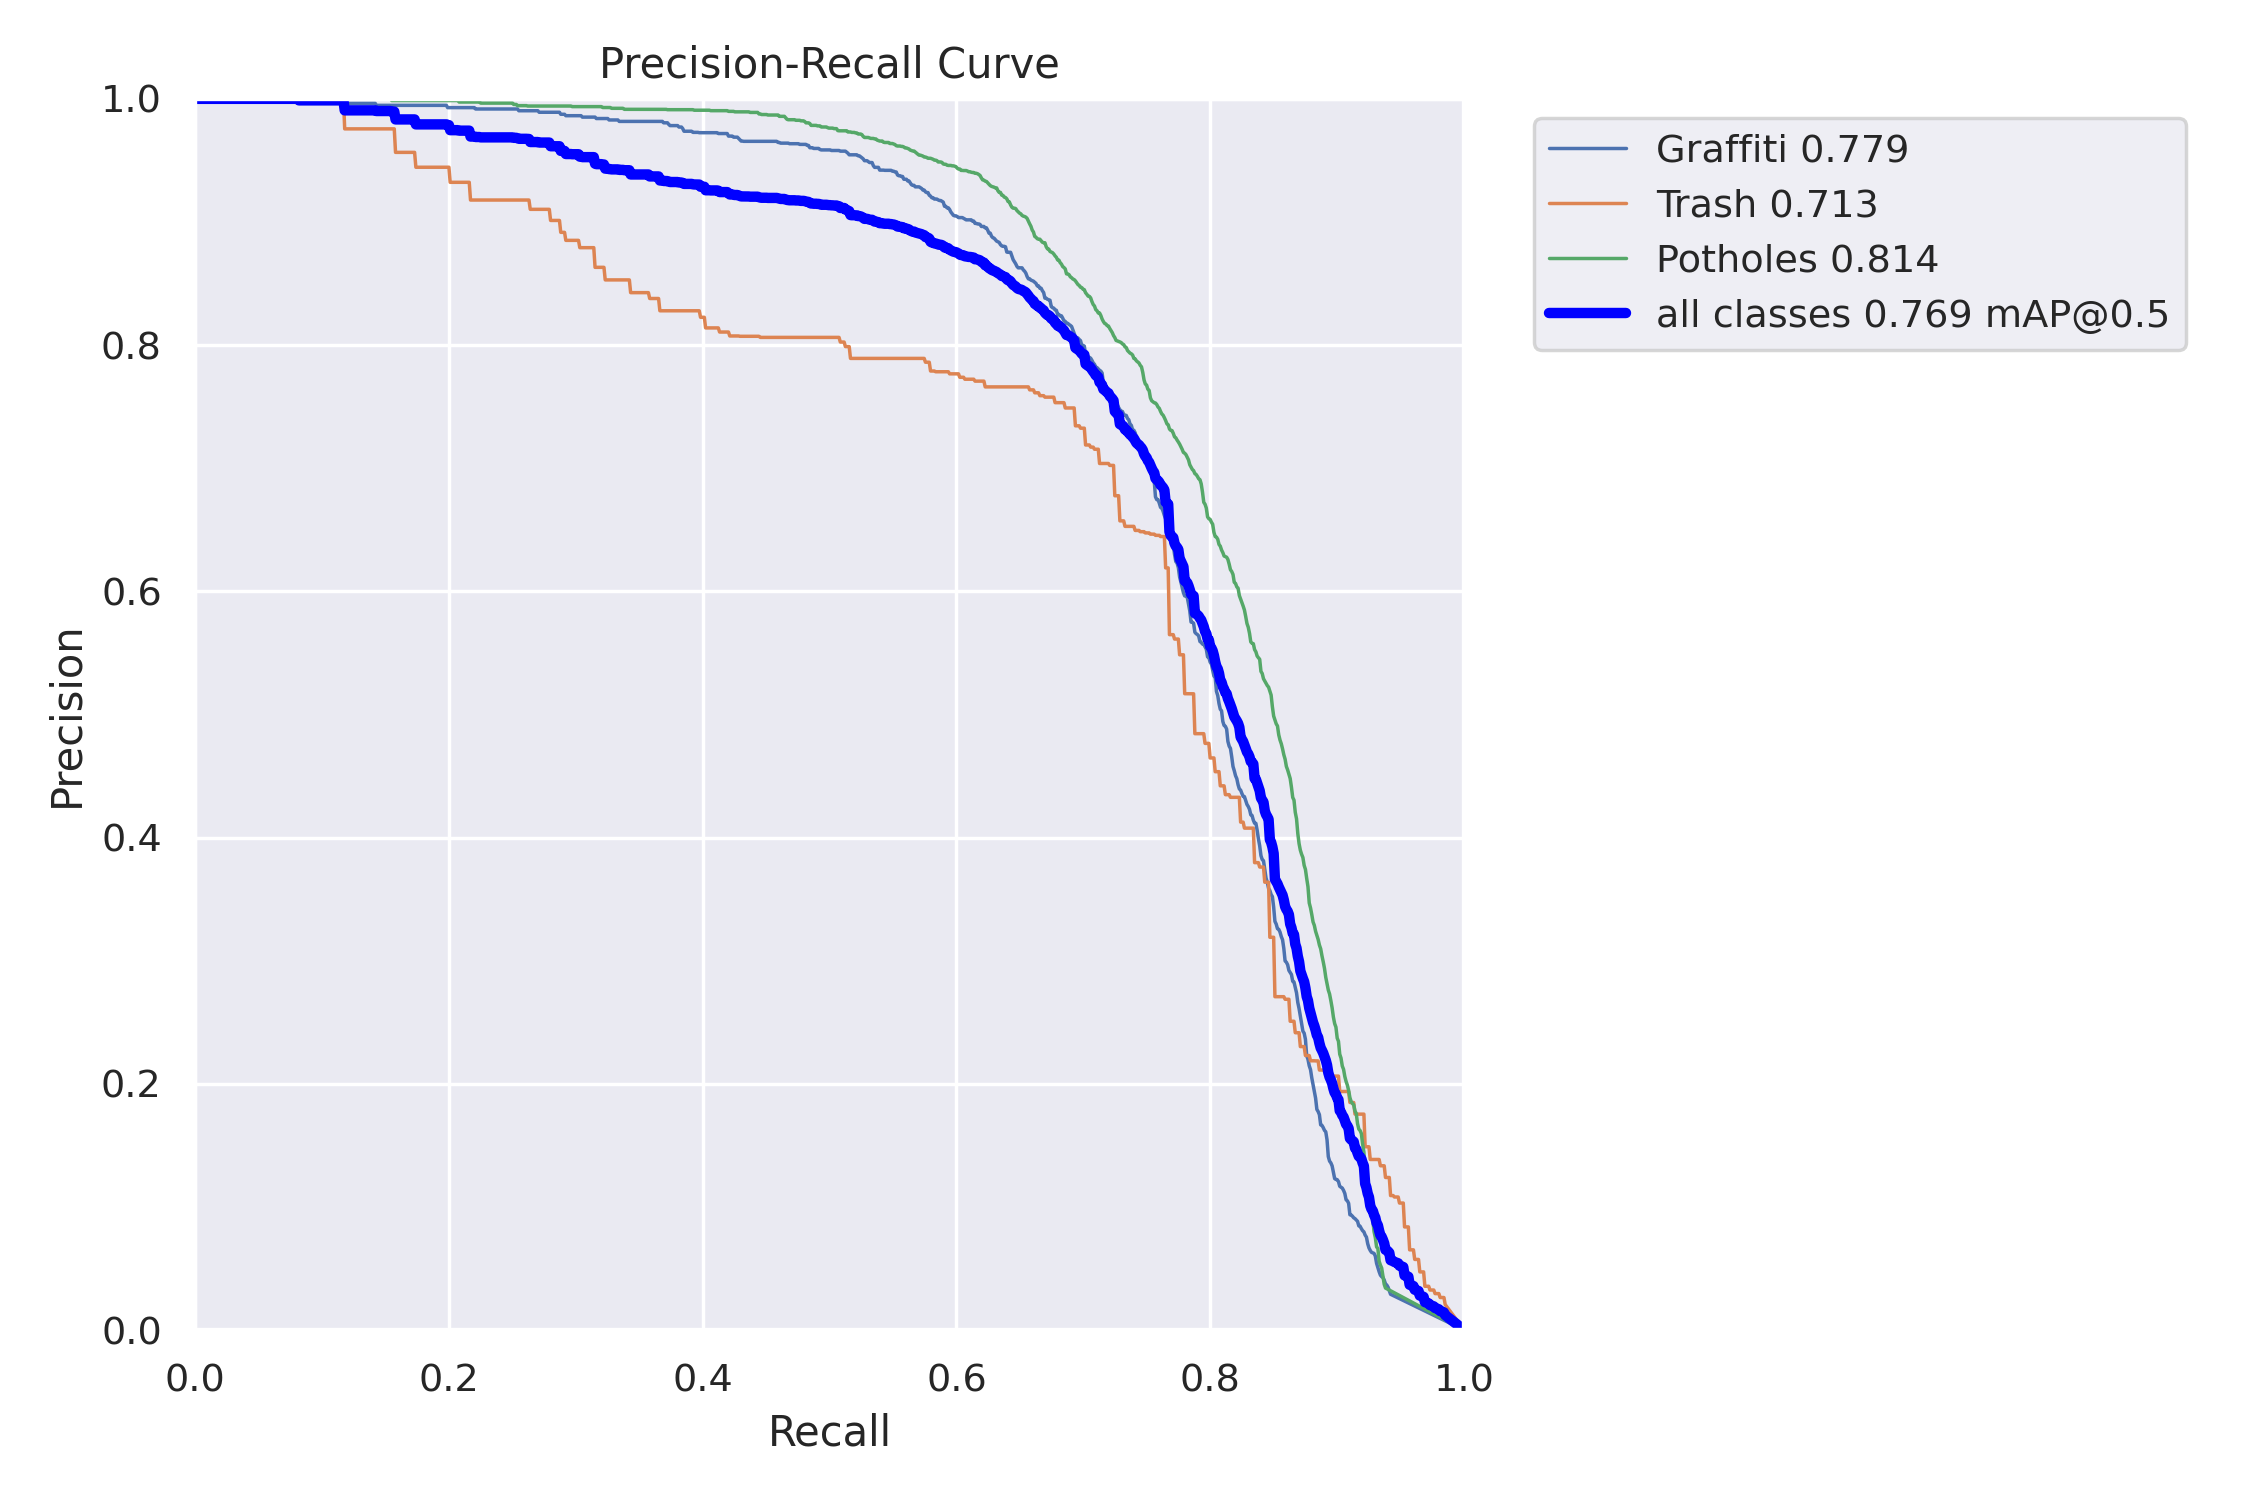 Precision-Recall Curve
1.0
0.8
0.6
0.4
0.2
0.0
Precision
0.0 0.2 0.4 0.6 0.8 1.0
Recall
Graffiti 0.779
Trash 0.713
Potholes 0.814
all classes 0.769 mAP@0.5